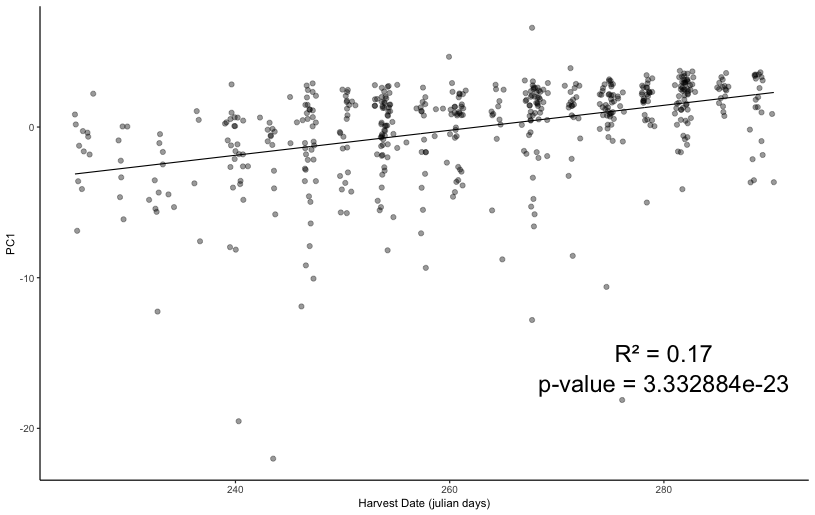 0
-10
-20
PC1
R² = 0.17
p-value = 3.332884e-23
240
260
280
Harvest Date (julian days)